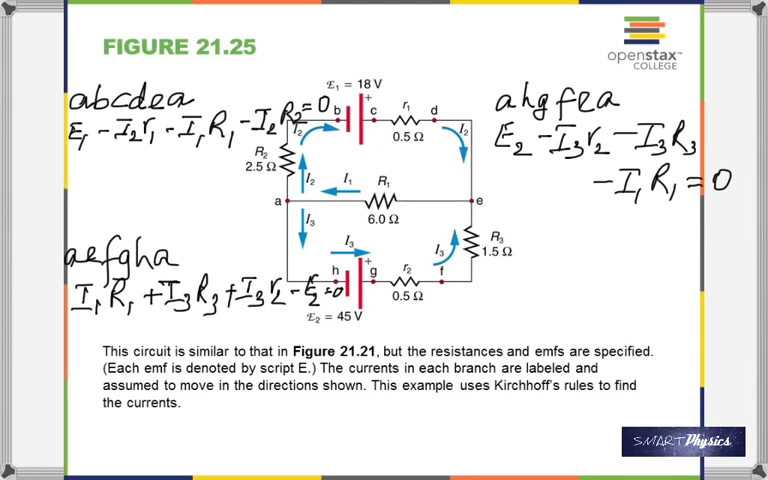 FIGURE 21.25
openstax™
COLLEGE
abcdea
E₁ - I₂r₁ - I₁R₁ - I₂R₂ = 0
ahgfea
E₂ - I₃r₂ - I₃R₃
- I₁R₁ = 0
aefgha
I₁R₁ + I₃R₃ + I₃r₂ - E₂ = 0
ℰ₁ = 18 V
+
b
c
r₁
d
0.5 Ω
I₂
I₂
R₂
2.5 Ω
I₂
I₁
R₁
a
e
6.0 Ω
I₃
I₃
R₃
1.5 Ω
I₃
+
h
g
r₂
f
0.5 Ω
ℰ₂ = 45 V
This circuit is similar to that in Figure 21.21, but the resistances and emfs are specified.
(Each emf is denoted by script E.) The currents in each branch are labeled and
assumed to move in the directions shown. This example uses Kirchhoff's rules to find
the currents.
SMART Physics